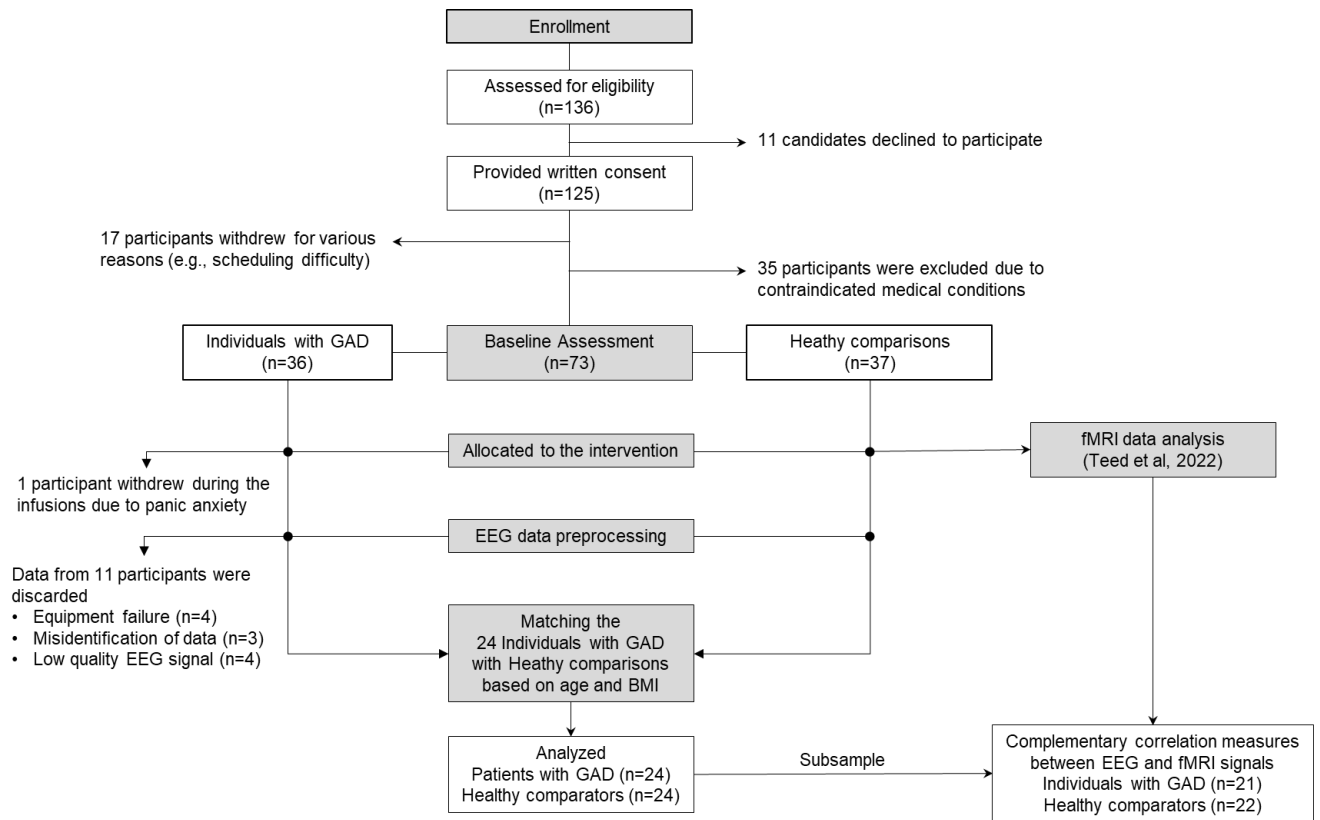 Enrollment
Assessed for eligibility
(n=136)
11 candidates declined to participate
Provided written consent
(n=125)
17 participants withdrew for various
reasons (e.g., scheduling difficulty)
35 participants were excluded due to
contraindicated medical conditions
Individuals with GAD
(n=36)
Baseline Assessment
(n=73)
Heathy comparisons
(n=37)
Allocated to the intervention
fMRI data analysis
(Teed et al, 2022)
1 participant withdrew during the
infusions due to panic anxiety
EEG data preprocessing
Data from 11 participants were
discarded
• Equipment failure (n=4)
• Misidentification of data (n=3)
• Low quality EEG signal (n=4)
Matching the
24 Individuals with GAD
with Heathy comparisons
based on age and BMI
Analyzed
Patients with GAD (n=24)
Healthy comparators (n=24)
Subsample
Complementary correlation measures
between EEG and fMRI signals
Individuals with GAD (n=21)
Healthy comparators (n=22)